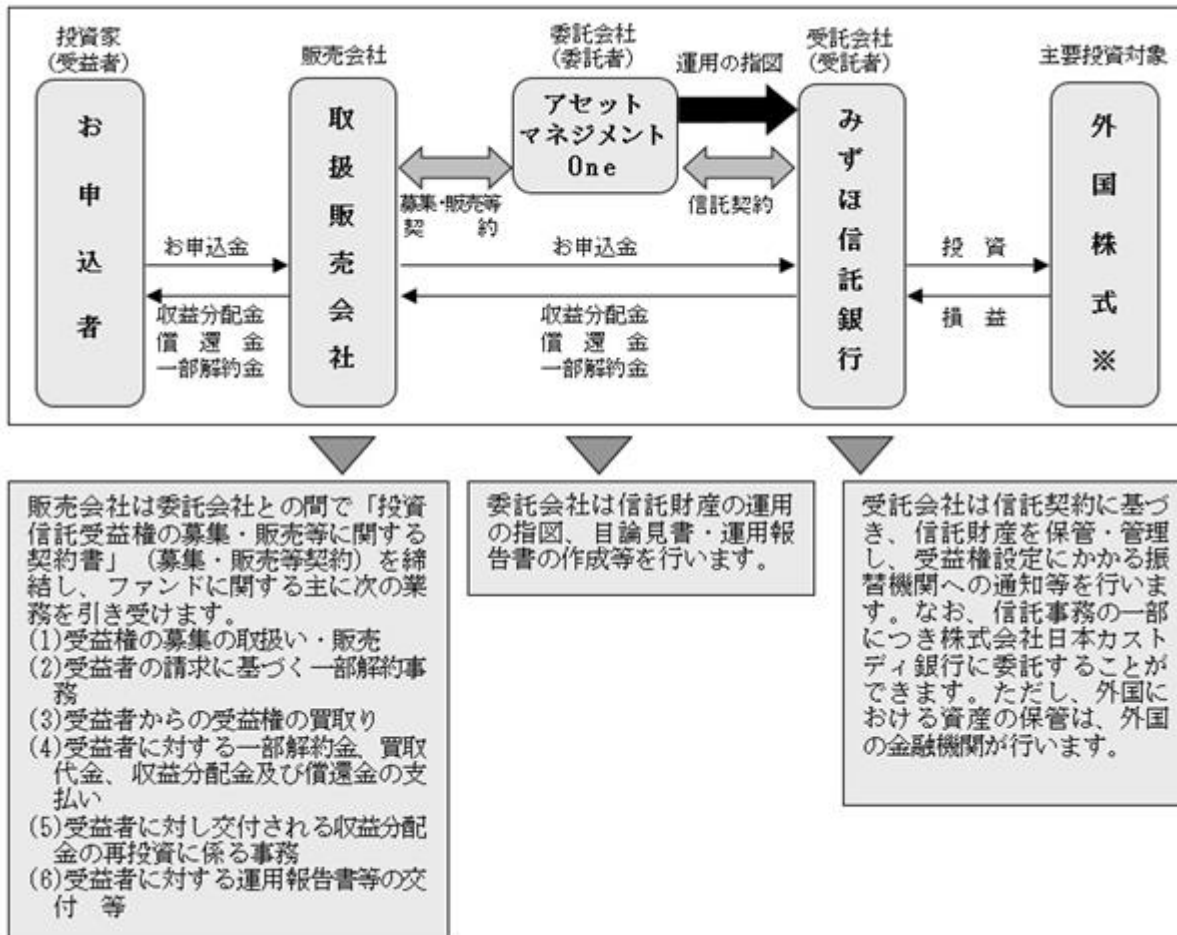 投資家
(受益者)
お申込者
販売会社
取扱販売会社
委託会社
(委託者)
アセット
マネジメント
One
運用の指図
受託会社
(受託者)
みずほ信託銀行
主要投資対象
外国株式※
募集・販売等
契　　　約
信託契約
お申込金
収益分配金
償　還　金
一部解約金
お申込金
収益分配金
償　還　金
一部解約金
投　資
損　益
販売会社は委託会社との間で「投資
信託受益権の募集・販売等に関する
契約書」（募集・販売等契約）を締
結し、ファンドに関する主に次の業
務を引き受けます。
(1)受益権の募集の取扱い・販売
(2)受益者の請求に基づく一部解約事
務
(3)受益者からの受益権の買取り
(4)受益者に対する一部解約金、買取
代金、収益分配金及び償還金の支
払い
(5)受益者に対し交付される収益分配
金の再投資に係る事務
(6)受益者に対する運用報告書等の交
付　等
委託会社は信託財産の運用
の指図、目論見書・運用報
告書の作成等を行います。
受託会社は信託契約に基づ
き、信託財産を保管・管理
し、受益権設定にかかる振
替機関への通知等を行いま
す。なお、信託事務の一部
につき株式会社日本カスト
ディ銀行に委託することが
できます。ただし、外国に
おける資産の保管は、外国
の金融機関が行います。